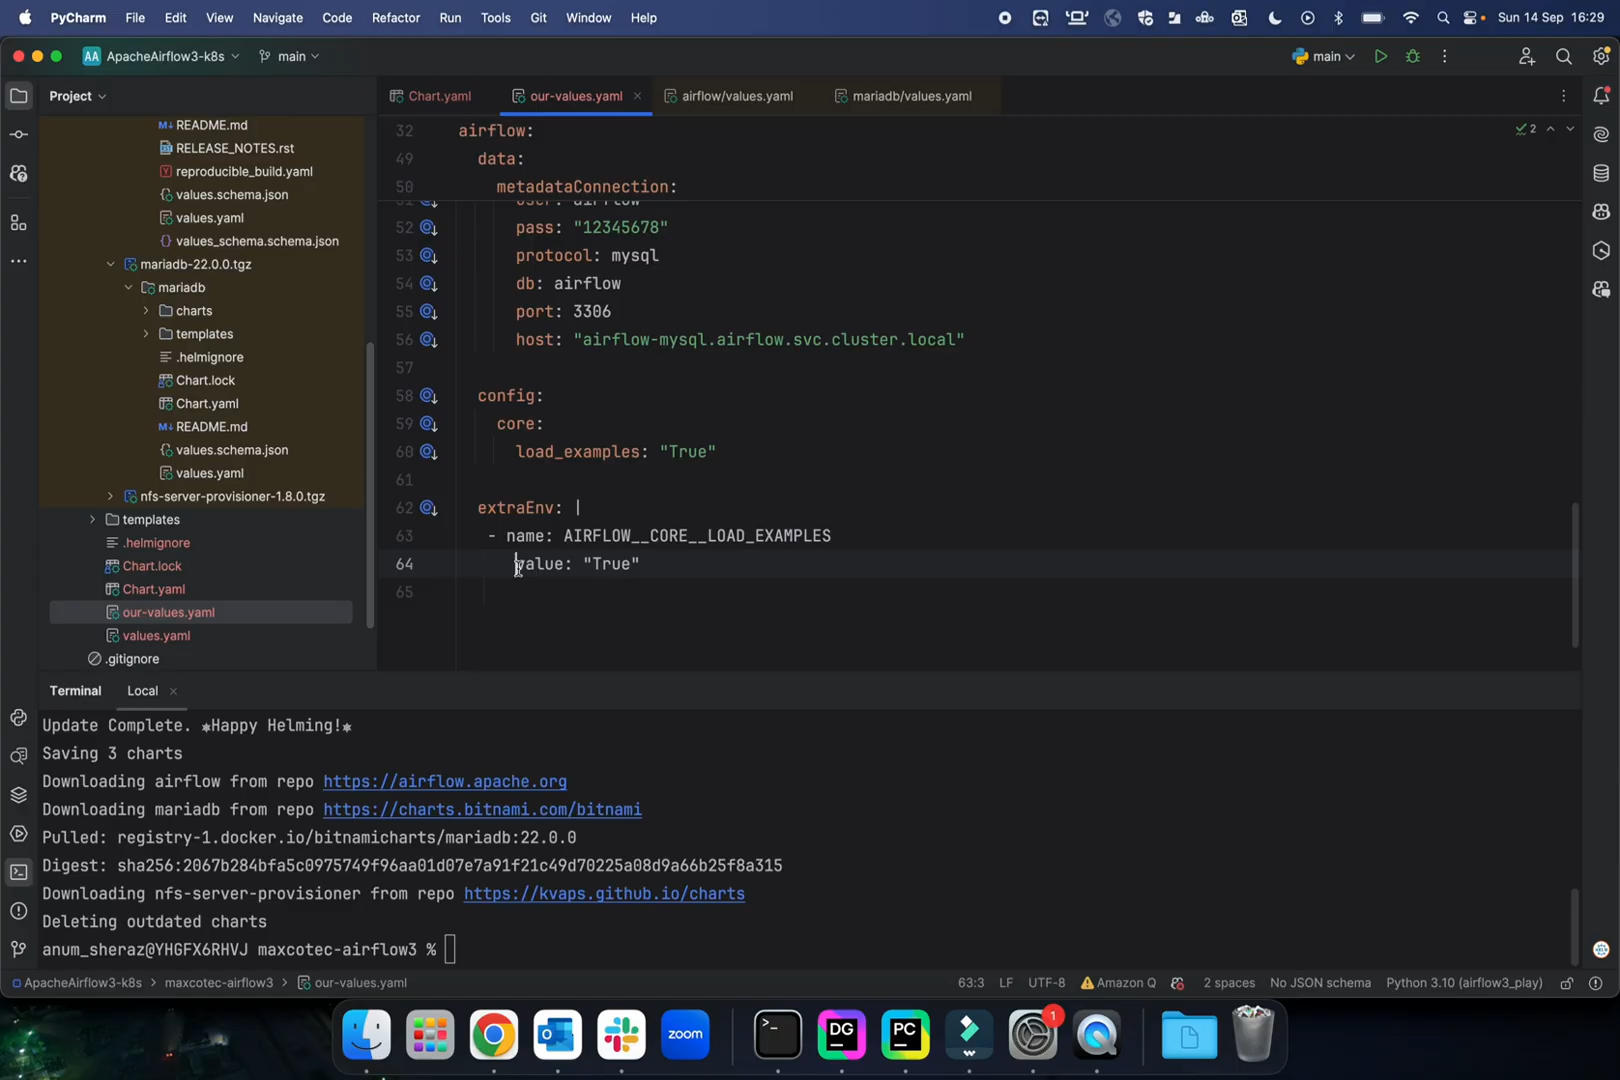 PyCharm File Edit View Navigate Code Refactor Run Tools Git Window Help Sun 14 Sep 16:29
AA ApacheAirflow3-k8s main main
Project Chart.yaml our-values.yaml airflow/values.yaml mariadb/values.yaml
README.md
RELEASE_NOTES.rst
reproducible_build.yaml
values.schema.json
values.yaml
values_schema.schema.json
mariadb-22.0.0.tgz
mariadb
charts
templates
.helmignore
Chart.lock
Chart.yaml
README.md
values.schema.json
values.yaml
nfs-server-provisioner-1.8.0.tgz
templates
.helmignore
Chart.lock
Chart.yaml
our-values.yaml
values.yaml
.gitignore
32 airflow:
49 data:
50 metadataConnection:
51 user: airflow
52 pass: "12345678"
53 protocol: mysql
54 db: airflow
55 port: 3306
56 host: "airflow-mysql.airflow.svc.cluster.local"
57
58 config:
59 core:
60 load_examples: "True"
61
62 extraEnv: |
63 - name: AIRFLOW__CORE__LOAD_EXAMPLES
64 value: "True"
65
2
Terminal Local
Update Complete. ⎈Happy Helming!⎈
Saving 3 charts
Downloading airflow from repo https://airflow.apache.org
Downloading mariadb from repo https://charts.bitnami.com/bitnami
Pulled: registry-1.docker.io/bitnamicharts/mariadb:22.0.0
Digest: sha256:2067b284bfa5c0975749f96aa01d07e7a91f21c49d70225a08d9a66b25f8a315
Downloading nfs-server-provisioner from repo https://kvaps.github.io/charts
Deleting outdated charts
anum_sheraz@YHGFX6RHVJ maxcotec-airflow3 %
ApacheAirflow3-k8s > maxcotec-airflow3 > our-values.yaml 63:3 LF UTF-8 Amazon Q 2 spaces No JSON schema Python 3.10 (airflow3_play)
zoom DG PC 1